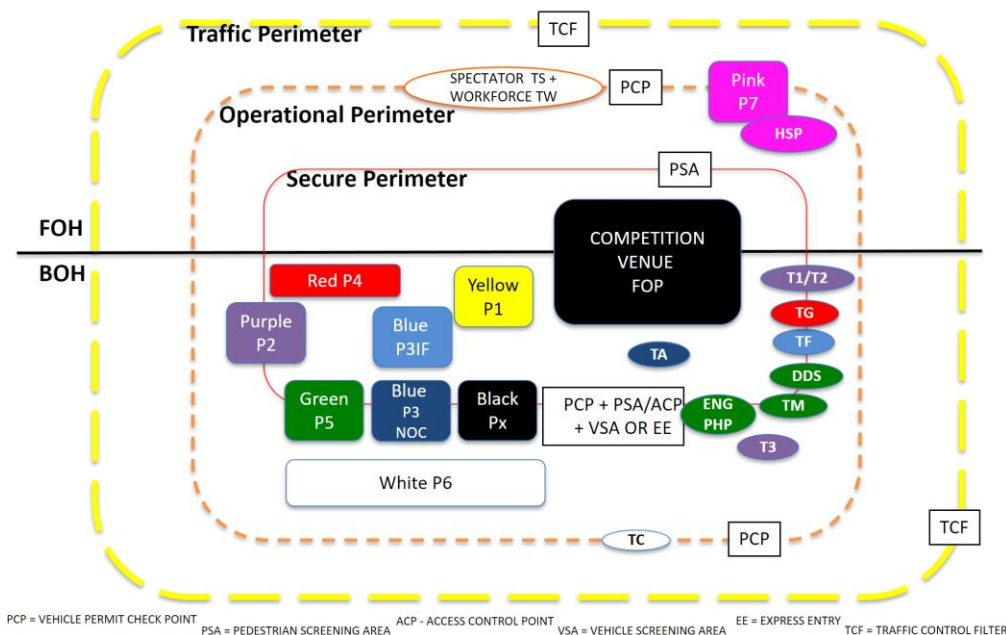 TCF
Traffic Perimeter
SPECTATOR TS +
WORKFORCE TW
PCP
Pink
P7
HSP
Operational Perimeter
PSA
Secure Perimeter
FOH
BOH
COMPETITION
VENUE
FOP
Red P4
Yellow
P1
T1/T2
Purple
P2
Blue
P3IF
TG
TF
TA
DDS
Green
P5
Blue
P3
NOC
Black
Px
PCP + PSA/ACP
+ VSA OR EE
ENG
PHP
TM
T3
White P6
TC
PCP
TCF
PCP = VEHICLE PERMIT CHECK POINT
PSA = PEDESTRIAN SCREENING AREA
ACP - ACCESS CONTROL POINT
VSA = VEHICLE SCREENING AREA
EE = EXPRESS ENTRY
TCF = TRAFFIC CONTROL FILTER